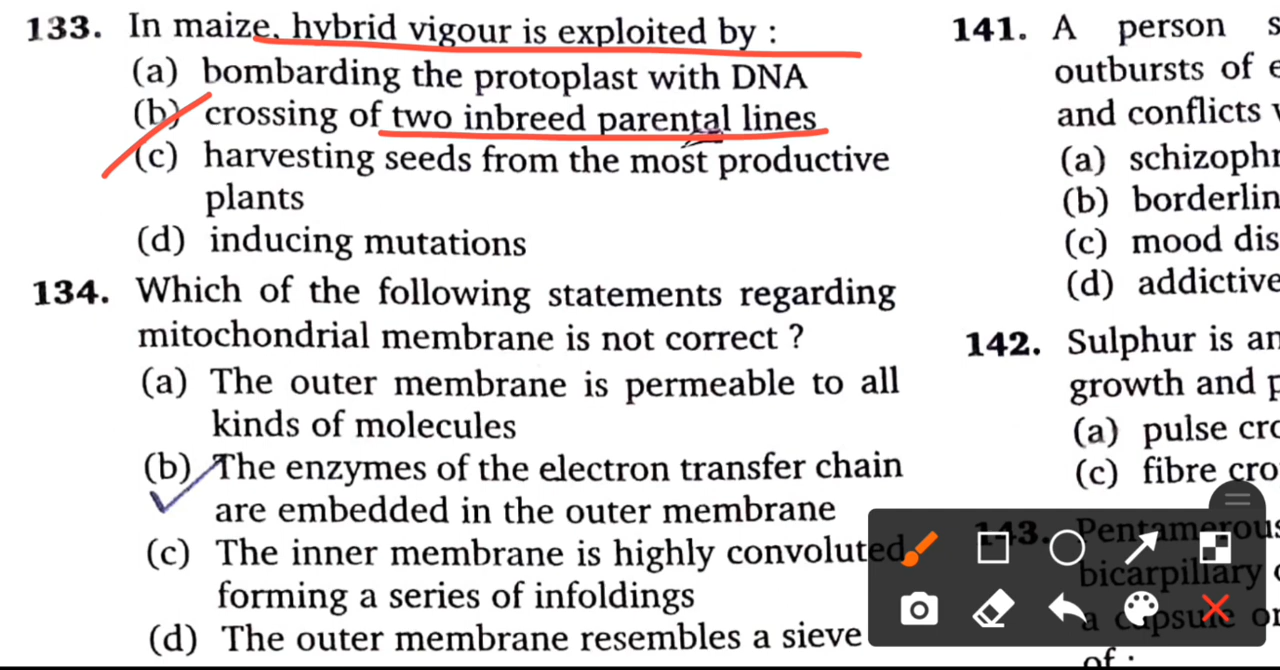 133. In maize, hybrid vigour is exploited by :
(a) bombarding the protoplast with DNA
(b) crossing of two inbreed parental lines
(c) harvesting seeds from the most productive
plants
(d) inducing mutations
134. Which of the following statements regarding
mitochondrial membrane is not correct ?
(a) The outer membrane is permeable to all
kinds of molecules
(b) The enzymes of the electron transfer chain
are embedded in the outer membrane
(c) The inner membrane is highly convoluted
forming a series of infoldings
(d) The outer membrane resembles a sieve
141. A person s
outbursts of e
and conflicts
(a) schizophr
(b) borderlin
(c) mood dis
(d) addictive
142. Sulphur is an
growth and p
(a) pulse cro
(c) fibre cro
143. Pentamerous
bicarpillary
a capsule or
of :